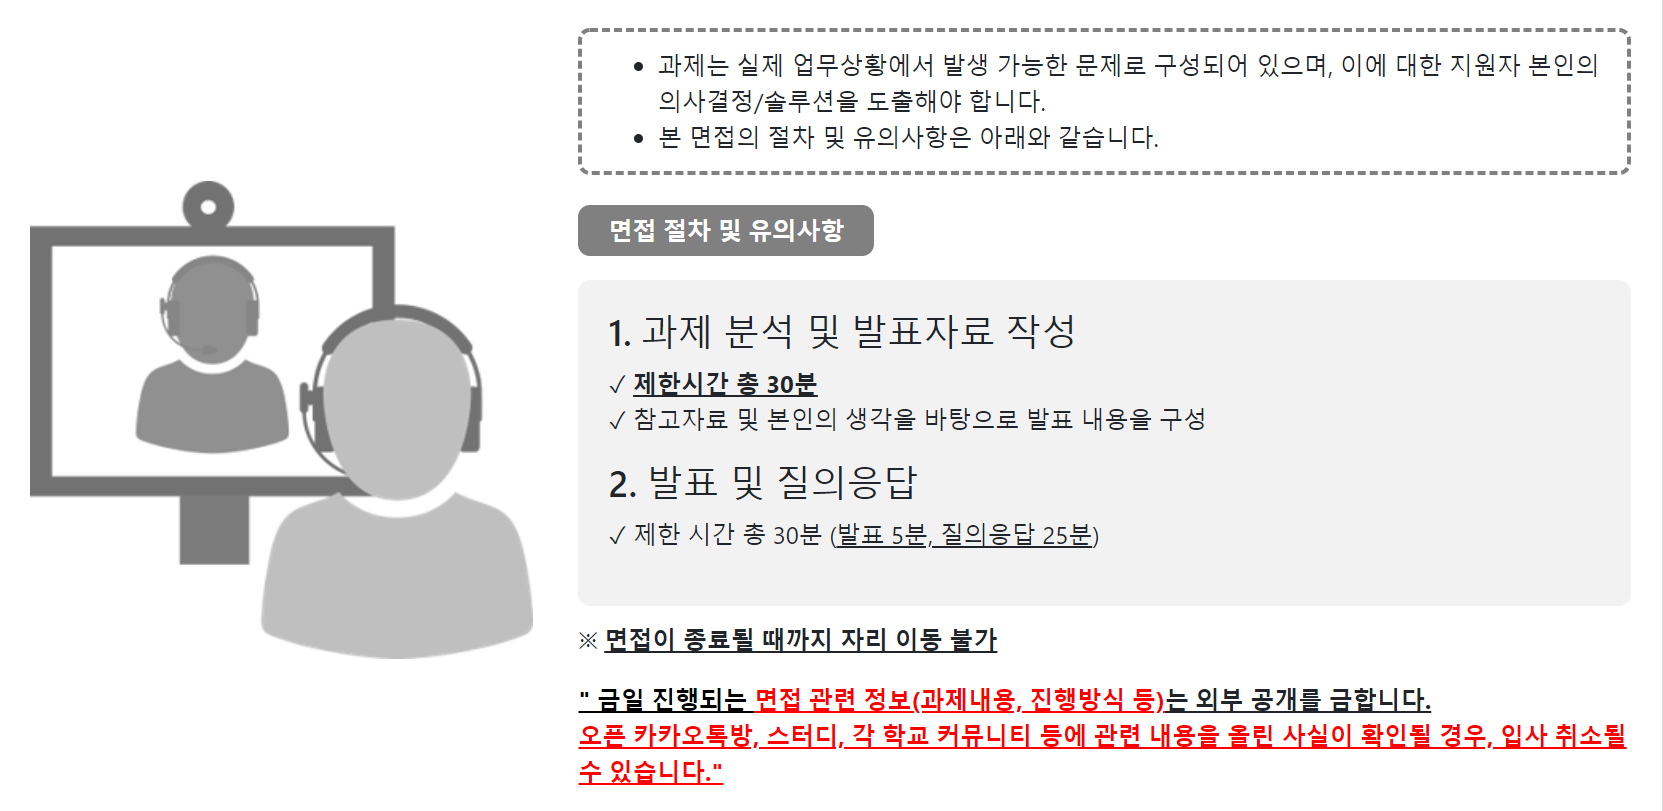 • 과제는 실제 업무상황에서 발생 가능한 문제로 구성되어 있으며, 이에 대한 지원자 본인의
의사결정/솔루션을 도출해야 합니다.
• 본 면접의 절차 및 유의사항은 아래와 같습니다.
면접 절차 및 유의사항
1. 과제 분석 및 발표자료 작성
✓ 제한시간 총 30분
✓ 참고자료 및 본인의 생각을 바탕으로 발표 내용을 구성
2. 발표 및 질의응답
✓ 제한 시간 총 30분 (발표 5분, 질의응답 25분)
※ 면접이 종료될 때까지 자리 이동 불가
" 금일 진행되는 면접 관련 정보(과제내용, 진행방식 등)는 외부 공개를 금합니다.
오픈 카카오톡방, 스터디, 각 학교 커뮤니티 등에 관련 내용을 올린 사실이 확인될 경우, 입사 취소될
수 있습니다."